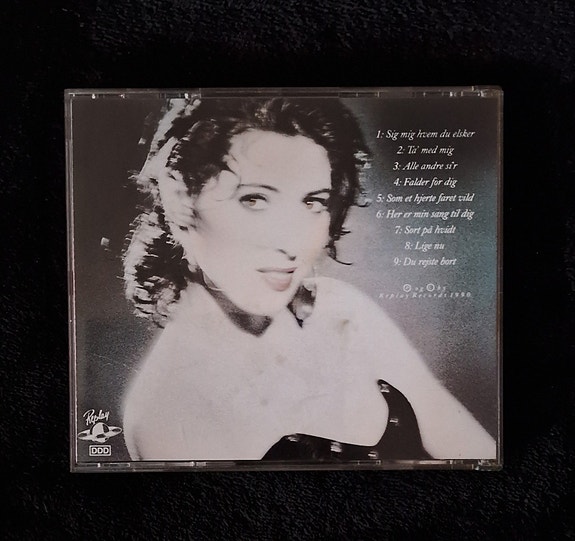 1: Sig mig hvem du elsker
2: Ta' med mig
3: Alle andre si'r
4: Falder for dig
5: Som et hjerte faret vild
6: Her er min sang til dig
7: Sort på hvidt
8: Lige nu
9: Du rejste bort
Ⓟ og Ⓒ by
Replay Records 1990
Replay
DDD